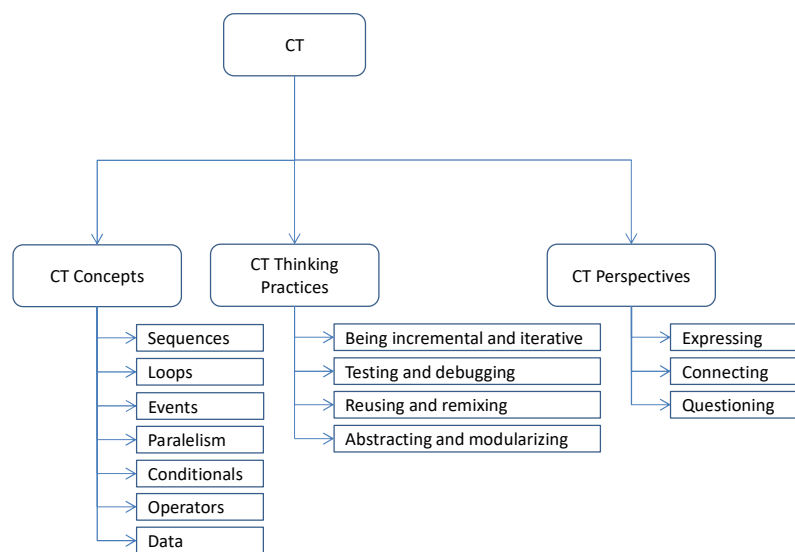 CT
CT Concepts
Sequences
Loops
Events
Paralelism
Conditionals
Operators
Data
CT Thinking
Practices
Being incremental and iterative
Testing and debugging
Reusing and remixing
Abstracting and modularizing
CT Perspectives
Expressing
Connecting
Questioning